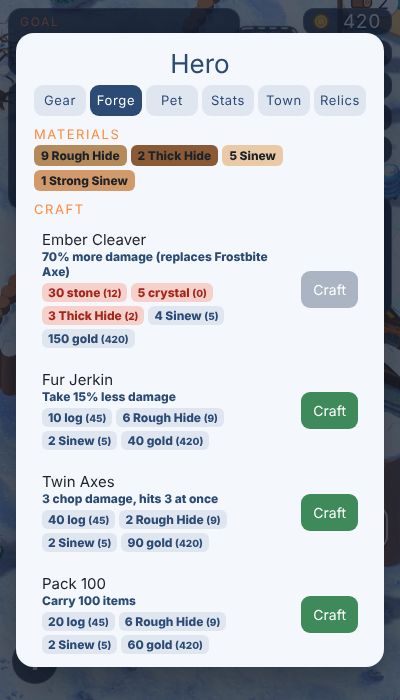 GOAL
420
Hero
Gear Forge Pet Stats Town Relics
MATERIALS
9 Rough Hide 2 Thick Hide 5 Sinew
1 Strong Sinew
CRAFT
Ember Cleaver
70% more damage (replaces Frostbite
Axe)
30 stone (12) 5 crystal (0)
3 Thick Hide (2) 4 Sinew (5)
150 gold (420)
Craft
Fur Jerkin
Take 15% less damage
10 log (45) 6 Rough Hide (9)
2 Sinew (5) 40 gold (420)
Craft
Twin Axes
3 chop damage, hits 3 at once
40 log (45) 2 Rough Hide (9)
2 Sinew (5) 90 gold (420)
Craft
Pack 100
Carry 100 items
20 log (45) 6 Rough Hide (9)
2 Sinew (5) 60 gold (420)
Craft